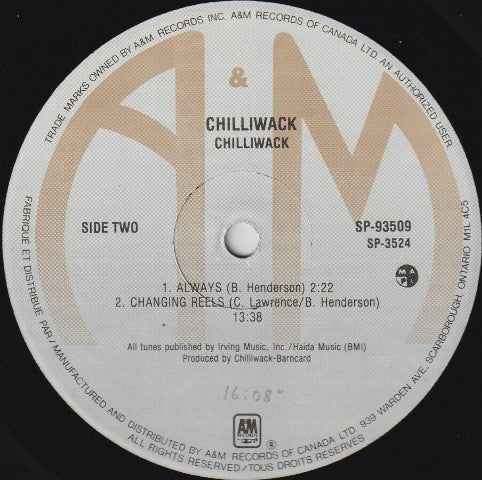 TRADE MARKS OWNED BY A&M RECORDS INC. A&M RECORDS OF CANADA LTD. AN AUTHORIZED USER
A & M
CHILLIWACK
CHILLIWACK
SIDE TWO
SP-93509
SP-3524
MAPL
1. ALWAYS (B. Henderson) 2:22
2. CHANGING REELS (C. Lawrence/B. Henderson)
13:38
All tunes published by Irving Music, Inc./Haida Music (BMI)
Produced by Chilliwack-Barncard
16:08
A&M
®
FABRIQUE ET DISTRIBUÉ PAR / MANUFACTURED AND DISTRIBUTED BY A&M RECORDS OF CANADA LTD. 939 WARDEN AVE, SCARBOROUGH, ONTARIO M1L 4C5
ALL RIGHTS RESERVED/TOUS DROITS RESERVES